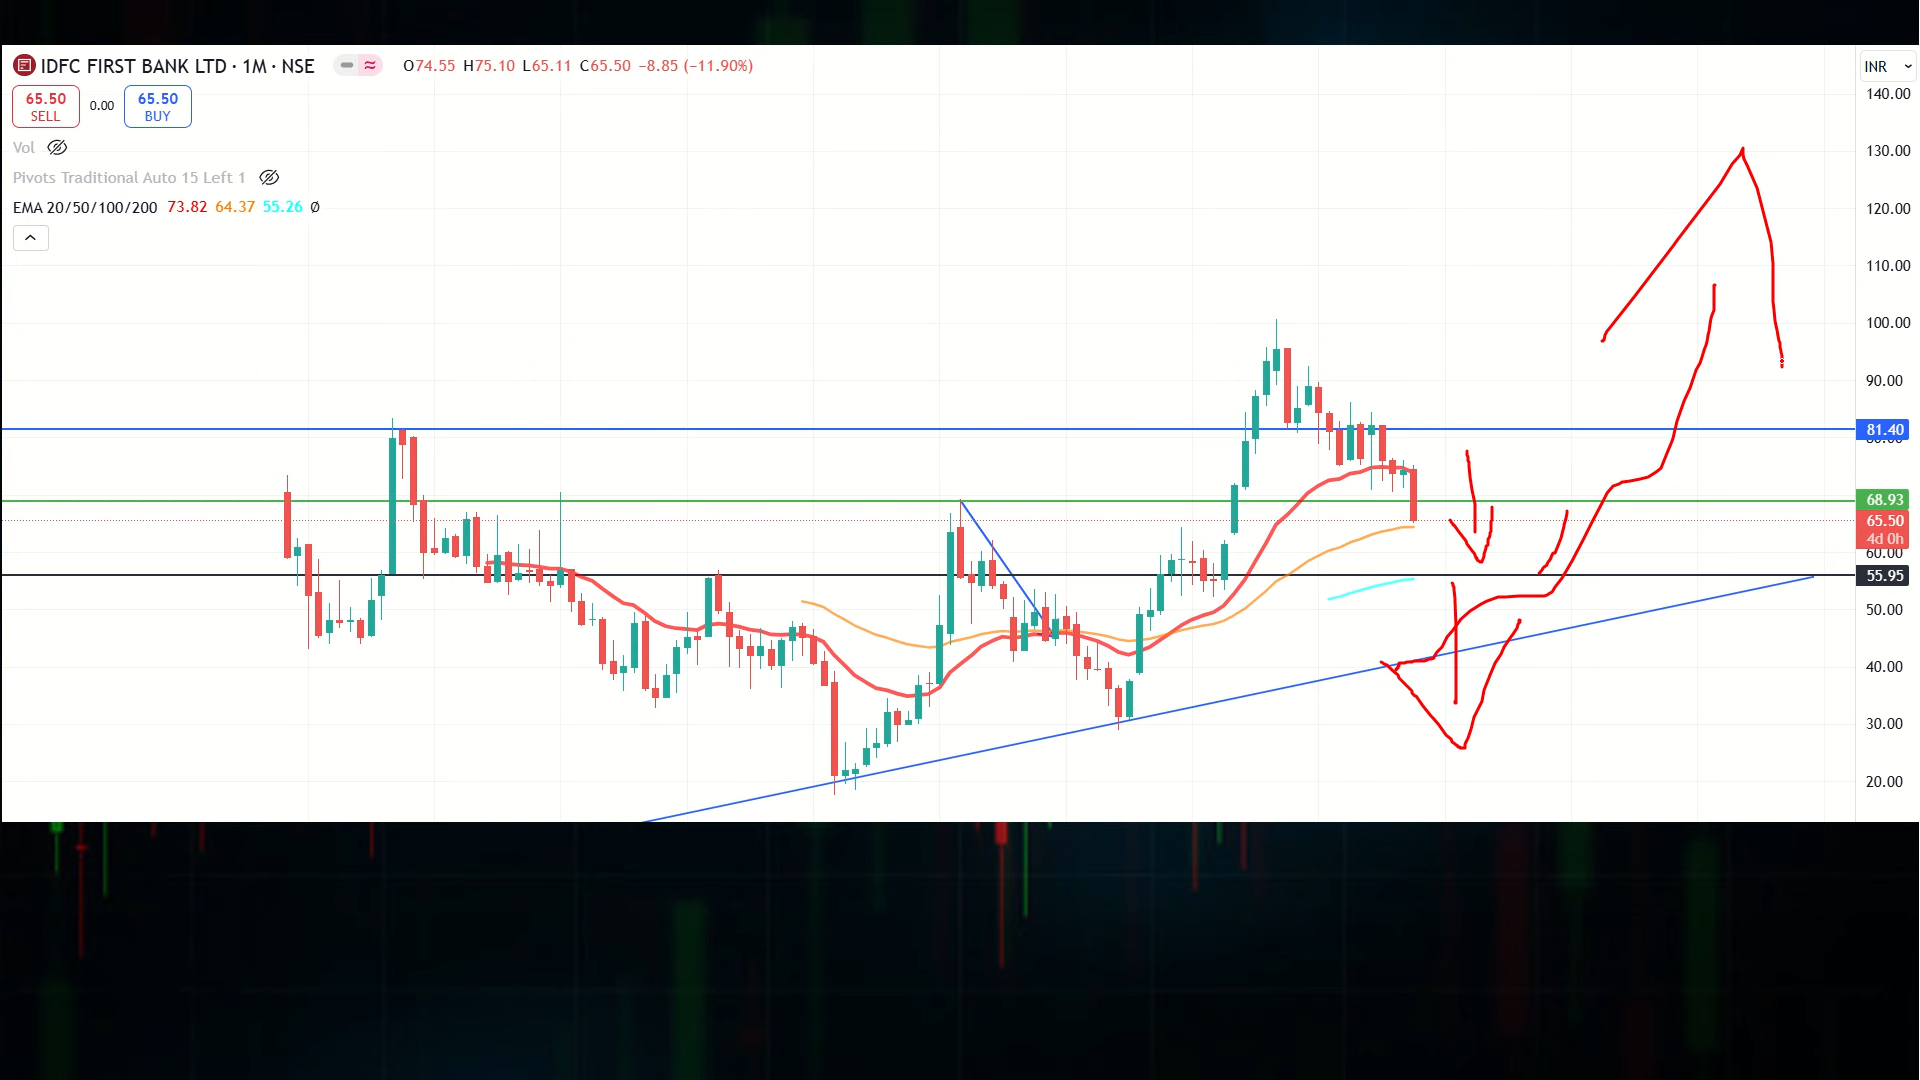 IDFC FIRST BANK LTD · 1M · NSE O74.55 H75.10 L65.11 C65.50 −8.85 (−11.90%)
INR
65.50 SELL
0.00
65.50 BUY
Vol
Pivots Traditional Auto 15 Left 1
EMA 20/50/100/200 73.82 64.37 55.26 Ø
140.00
130.00
120.00
110.00
100.00
90.00
81.40
68.93
65.50
4d 0h
60.00
55.95
50.00
40.00
30.00
20.00